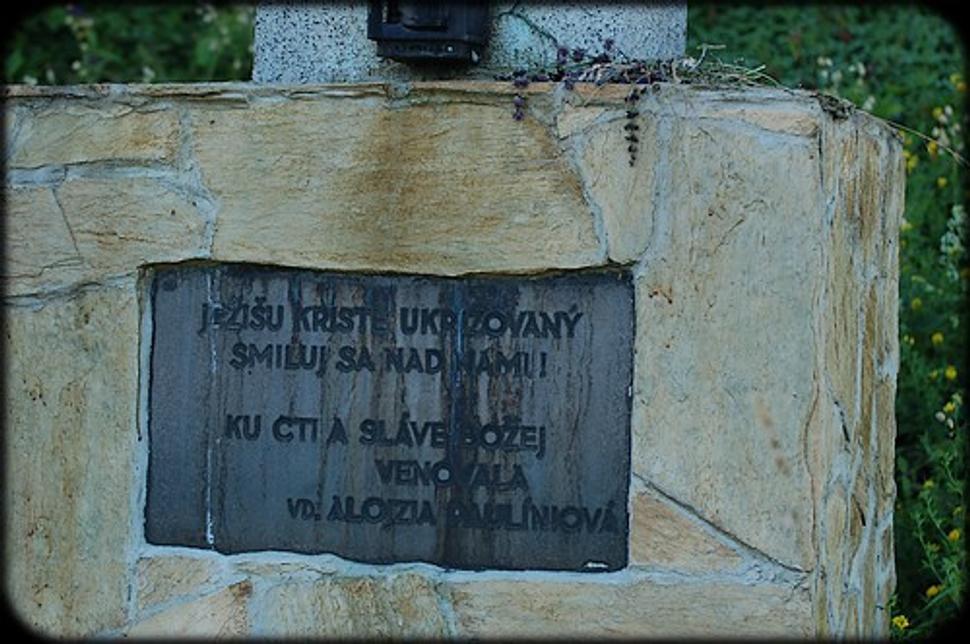 JEŽIŠU KRISTE UKRIŽOVANÝ
SMILUJ SA NAD NAMI!
KU CTI A SLÁVE BOŽEJ
VENOVALA
VD. ALOJZIA PAULÍNIOVÁ